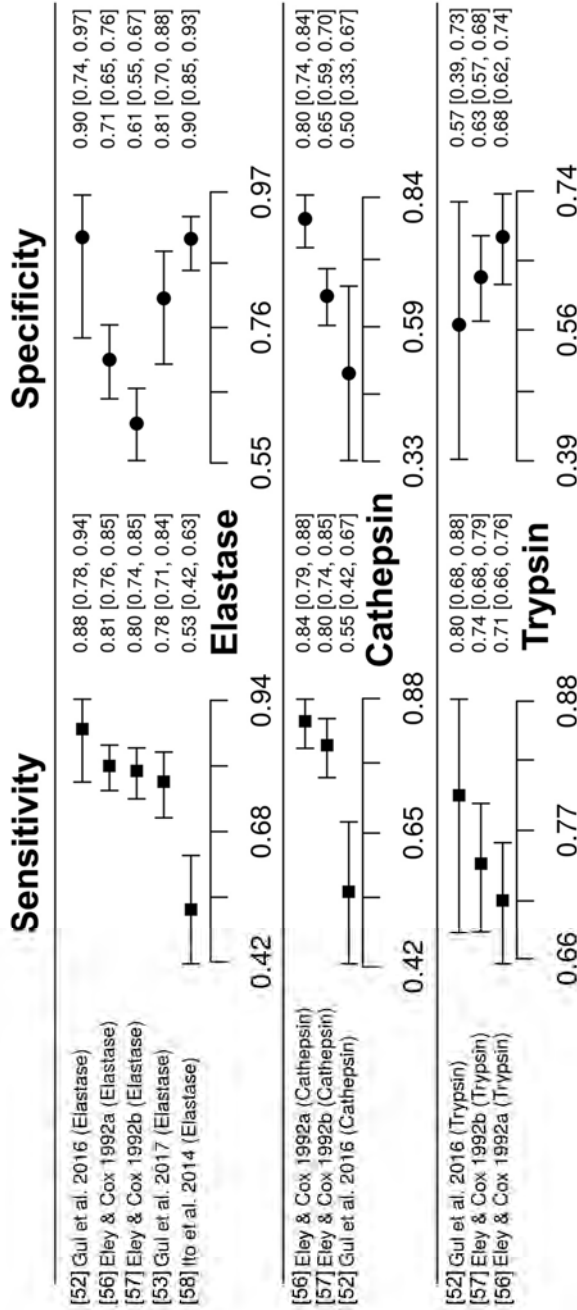 Sensitivity Specificity
[52] Gul et al. 2016 (Elastase) 0.88 [0.78, 0.94] 0.90 [0.74, 0.97]
[56] Eley & Cox 1992a (Elastase) 0.81 [0.76, 0.85] 0.71 [0.65, 0.76]
[57] Eley & Cox 1992b (Elastase) 0.80 [0.74, 0.85] 0.61 [0.55, 0.67]
[53] Gul et al. 2017 (Elastase) 0.78 [0.71, 0.84] 0.81 [0.70, 0.88]
[58] Ito et al. 2014 (Elastase) 0.53 [0.42, 0.63] 0.90 [0.85, 0.93]
Elastase
0.42 0.68 0.94 0.55 0.76 0.97
[56] Eley & Cox 1992a (Cathepsin) 0.84 [0.79, 0.88] 0.80 [0.74, 0.84]
[57] Eley & Cox 1992b (Cathepsin) 0.80 [0.74, 0.85] 0.65 [0.59, 0.70]
[52] Gul et al. 2016 (Cathepsin) 0.55 [0.42, 0.67] 0.50 [0.33, 0.67]
Cathepsin
0.42 0.65 0.88 0.33 0.59 0.84
[52] Gul et al. 2016 (Trypsin) 0.80 [0.68, 0.88] 0.57 [0.39, 0.73]
[57] Eley & Cox 1992b (Trypsin) 0.74 [0.68, 0.79] 0.63 [0.57, 0.68]
[56] Eley & Cox 1992a (Trypsin) 0.71 [0.66, 0.76] 0.68 [0.62, 0.74]
Trypsin
0.66 0.77 0.88 0.39 0.56 0.74